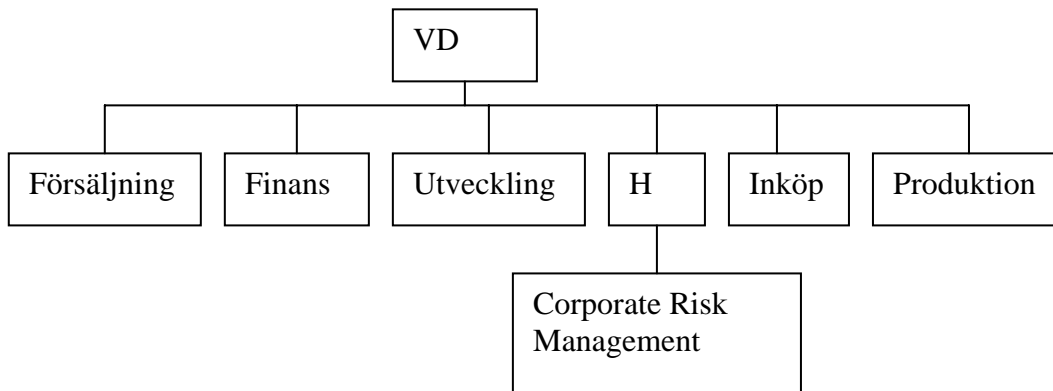 VD
Försäljning
Finans
Utveckling
H
Inköp
Produktion
Corporate Risk
Management